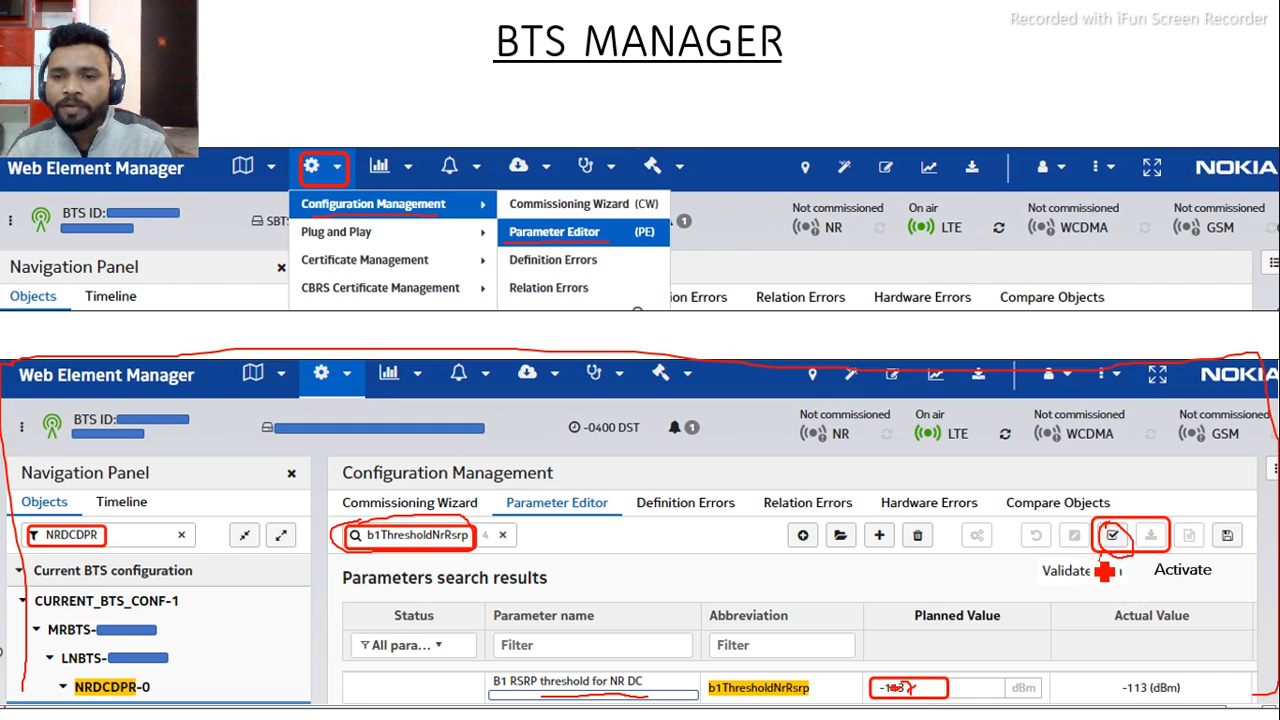 Recorded with iFun Screen Recorder
BTS MANAGER
Web Element Manager
NOKIA
BTS ID:
SBTS
1
Configuration Management
Plug and Play
Certificate Management
CBRS Certificate Management
Commissioning Wizard (CW)
Parameter Editor (PE)
Definition Errors
Relation Errors
Not commissioned
NR
On air
LTE
Not commissioned
WCDMA
Not commissioned
GSM
Navigation Panel
Objects Timeline
on Errors Relation Errors Hardware Errors Compare Objects
Web Element Manager
NOKIA
BTS ID:
-0400 DST
1
Not commissioned
NR
On air
LTE
Not commissioned
WCDMA
Not commissioned
GSM
Navigation Panel
Objects Timeline
NRDCDPR
Current BTS configuration
CURRENT_BTS_CONF-1
MRBTS-
LNBTS-
NRDCDPR-0
Configuration Management
Commissioning Wizard Parameter Editor Definition Errors Relation Errors Hardware Errors Compare Objects
b1ThresholdNrRsrp 4
Validate Activate
Parameters search results
Status Parameter name Abbreviation Planned Value Actual Value
All para... Filter Filter
B1 RSRP threshold for NR DC
b1ThresholdNrRsrp dBm -113 (dBm)